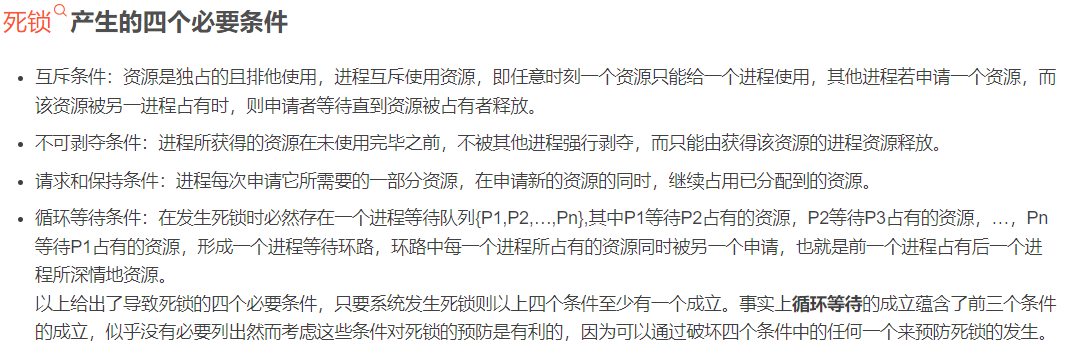 死锁产生的四个必要条件
互斥条件：资源是独占的且排他使用，进程互斥使用资源，即任意时刻一个资源只能给一个进程使用，其他进程若申请一个资源，而
该资源被另一进程占有时，则申请者等待直到资源被占有者释放。
不可剥夺条件：进程所获得的资源在未使用完毕之前，不被其他进程强行剥夺，而只能由获得该资源的进程资源释放。
请求和保持条件：进程每次申请它所需要的一部分资源，在申请新的资源的同时，继续占用已分配到的资源。
循环等待条件：在发生死锁时必然存在一个进程等待队列{P1,P2,…,Pn},其中P1等待P2占有的资源，P2等待P3占有的资源，…，Pn
等待P1占有的资源，形成一个进程等待环路，环路中每一个进程所占有的资源同时被另一个申请，也就是前一个进程占有后一个进
程所深情地资源。
以上给出了导致死锁的四个必要条件，只要系统发生死锁则以上四个条件至少有一个成立。事实上循环等待的成立蕴含了前三个条件
的成立，似乎没有必要列出然而考虑这些条件对死锁的预防是有利的，因为可以通过破坏四个条件中的任何一个来预防死锁的发生。